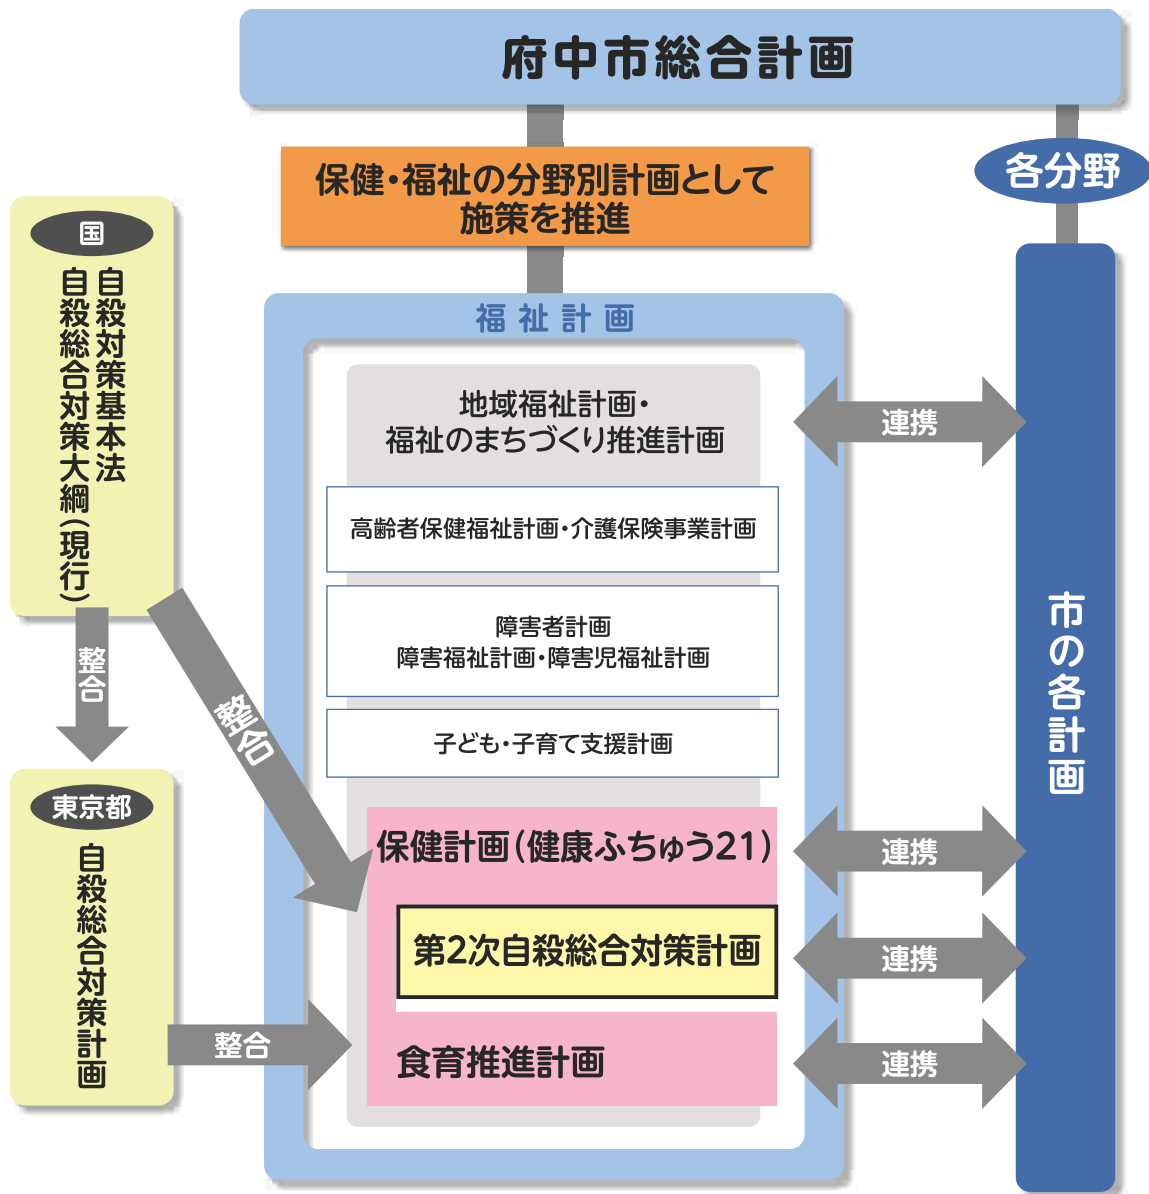 府中市総合計画
保健・福祉の分野別計画として
施策を推進
各分野
国
自殺対策基本法
自殺総合対策大綱(現行)
整合
整合
東京都
自殺総合対策計画
整合
福祉計画
地域福祉計画・
福祉のまちづくり推進計画
高齢者保健福祉計画・介護保険事業計画
障害者計画
障害福祉計画・障害児福祉計画
子ども・子育て支援計画
保健計画(健康ふちゅう21)
第2次自殺総合対策計画
食育推進計画
連携
連携
連携
連携
市の各計画